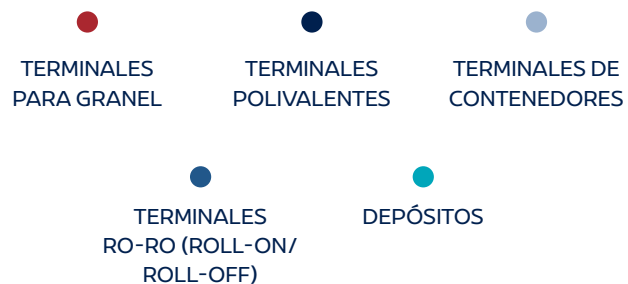 TERMINALES
PARA GRANEL
TERMINALES
POLIVALENTES
TERMINALES DE
CONTENEDORES
TERMINALES
RO-RO (ROLL-ON/
ROLL-OFF)
DEPÓSITOS